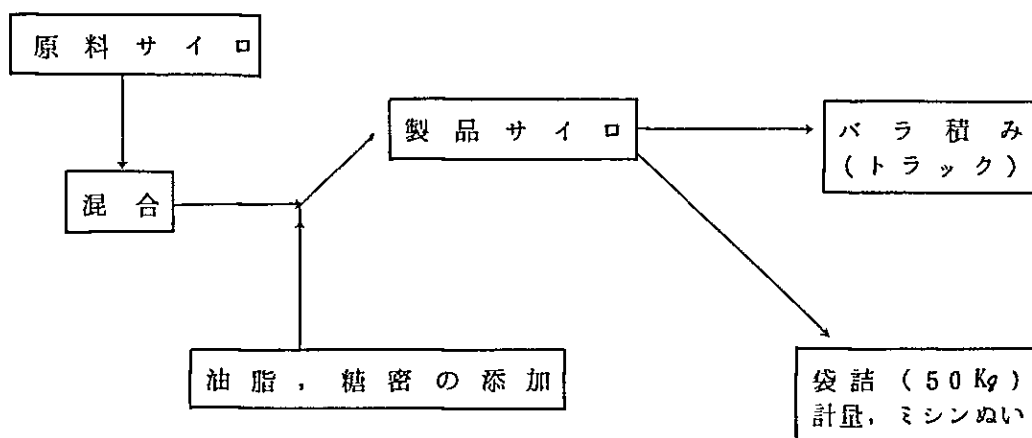 原料サイロ
製品サイロ
バラ積み
(トラック)
混合
油脂,糖密の添加
袋詰(50Kg)
計量,ミシンぬい